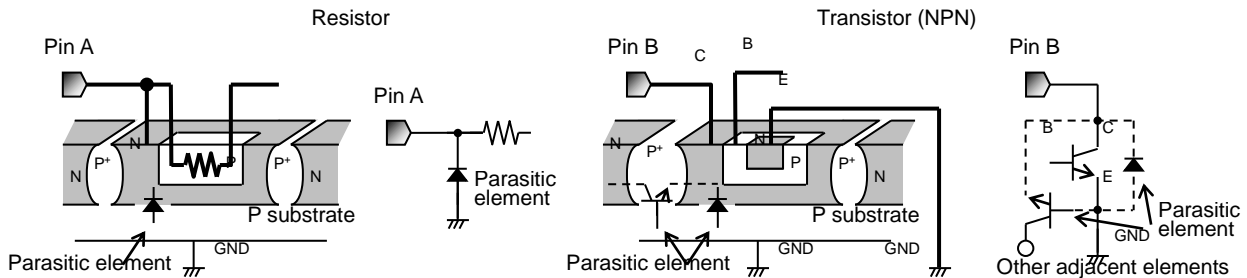 Resistor
Transistor (NPN)
Pin A
Pin B
C
B
E
Pin B
Pin A
N
P
N
P+
P+
N
Parasitic
element
P substrate
GND
Parasitic element
N
P
N
P+
P+
N
P substrate
GND
GND
Parasitic element
B
C
E
Parasitic
element
GND
Other adjacent elements